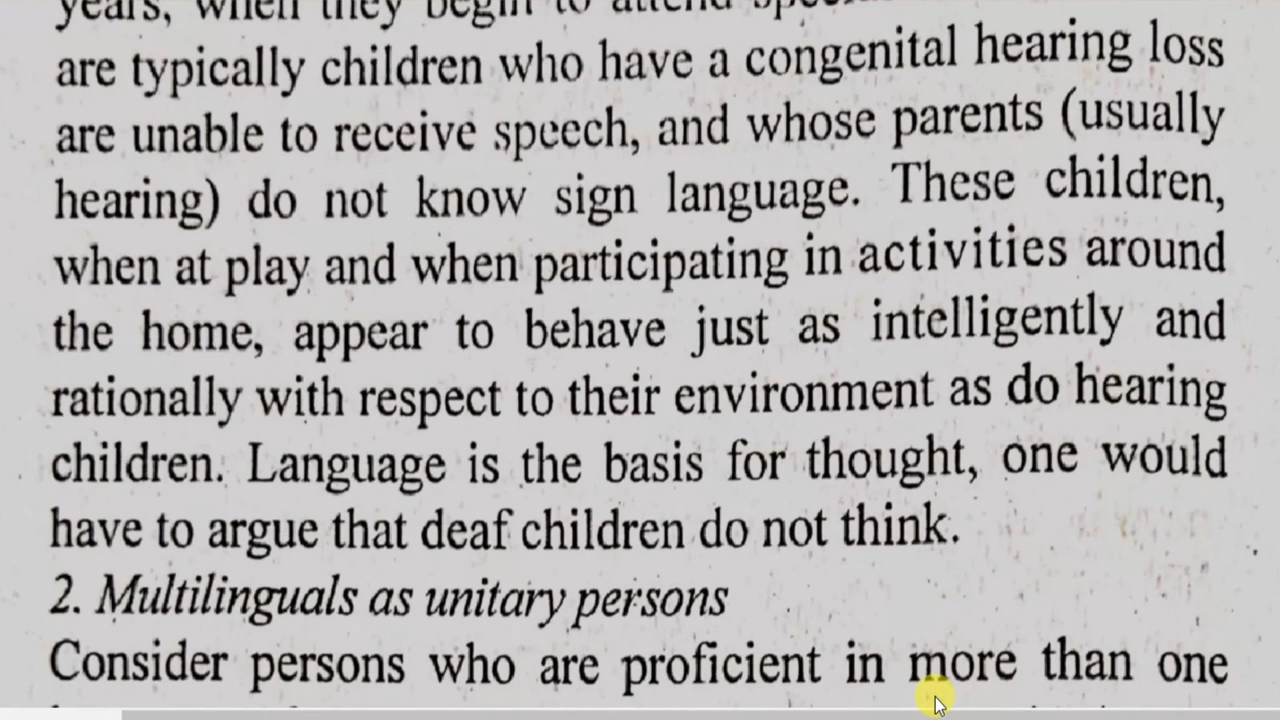 years, when they begin to attend
are typically children who have a congenital hearing loss
are unable to receive speech, and whose parents (usually
hearing) do not know sign language. These children,
when at play and when participating in activities around
the home, appear to behave just as intelligently and
rationally with respect to their environment as do hearing
children. Language is the basis for thought, one would
have to argue that deaf children do not think.
2. Multilinguals as unitary persons
Consider persons who are proficient in more than one